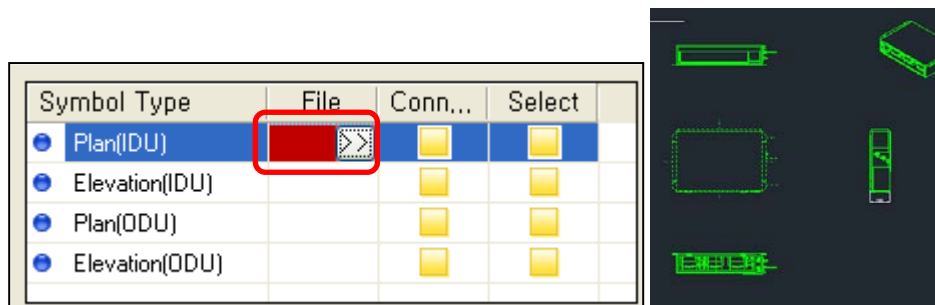 Symbol Type File Conn,,, Select
Plan(IDU) >>
Elevation(IDU)
Plan(ODU)
Elevation(ODU)